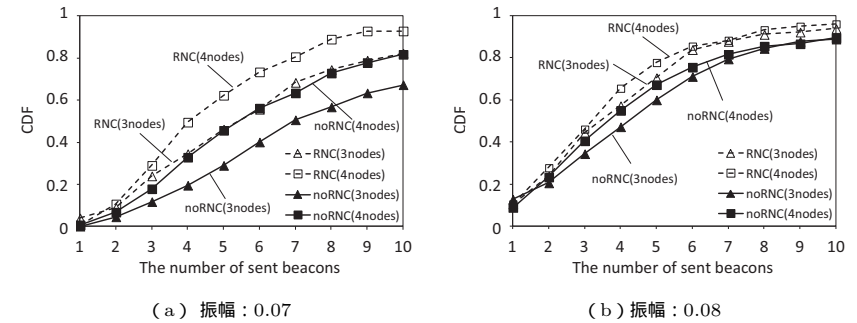 1
0.8
0.6
0.4
0.2
0
CDF
RNC(4nodes)
RNC(3nodes)
noRNC(4nodes)
noRNC(3nodes)
RNC(3nodes)
RNC(4nodes)
noRNC(3nodes)
noRNC(4nodes)
1 2 3 4 5 6 7 8 9 10
The number of sent beacons
(a) 振幅:0.07
1
0.8
0.6
0.4
0.2
0
CDF
RNC(4nodes)
RNC(3nodes)
noRNC(4nodes)
noRNC(3nodes)
RNC(3nodes)
RNC(4nodes)
noRNC(3nodes)
noRNC(4nodes)
1 2 3 4 5 6 7 8 9 10
The number of sent beacons
(b) 振幅:0.08